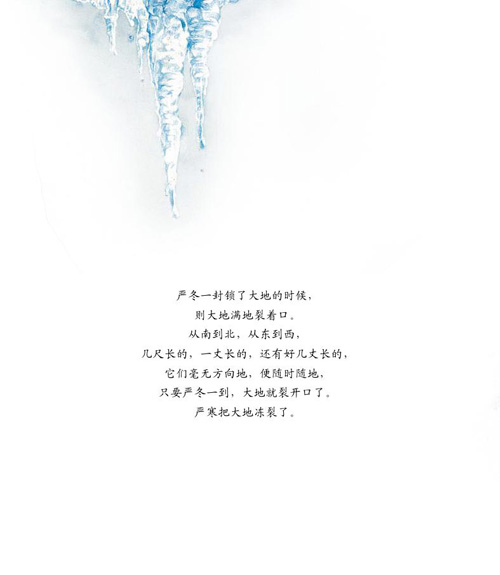 严冬一封锁了大地的时候，
则大地满地裂着口。
从南到北，从东到西，
几尺长的，一丈长的，还有好几丈长的，
它们毫无方向地，便随时随地，
只要严冬一到，大地就裂开口了。
严寒把大地冻裂了。